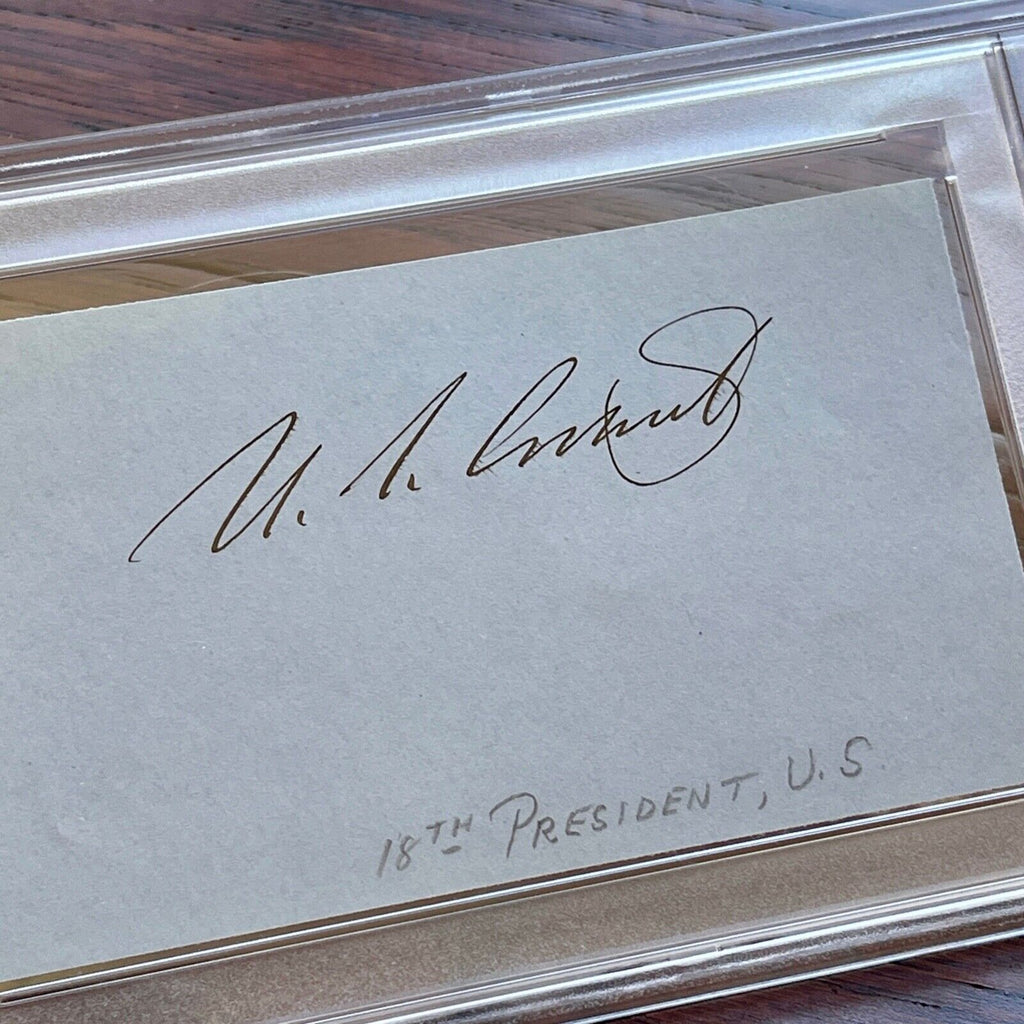 U. S. Grant
18TH PRESIDENT, U.S.